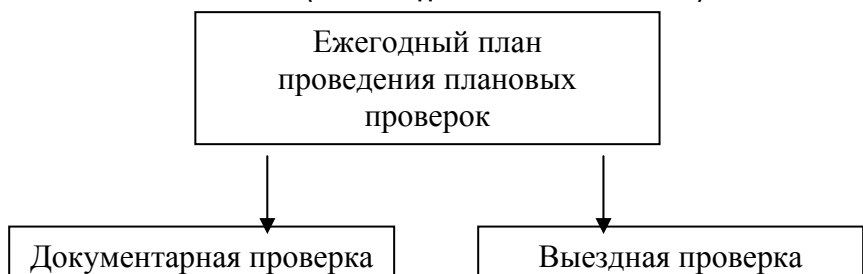 Ежегодный план
проведения плановых
проверок
Документарная проверка
Выездная проверка